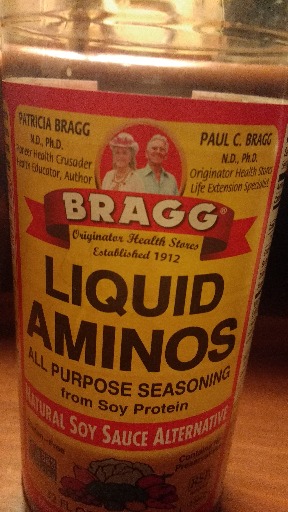 PATRICIA BRAGG
N.D., Ph.D.
Health Crusader
Health Educator, Author
PAUL C. BRAGG
N.D., Ph.D.
Originator Health Stores
Life Extension Specialist
BRAGG®
Originator Health Stores
Established 1912
LIQUID
AMINOS
ALL PURPOSE SEASONING
from Soy Protein
NATURAL SOY SAUCE ALTERNATIVE